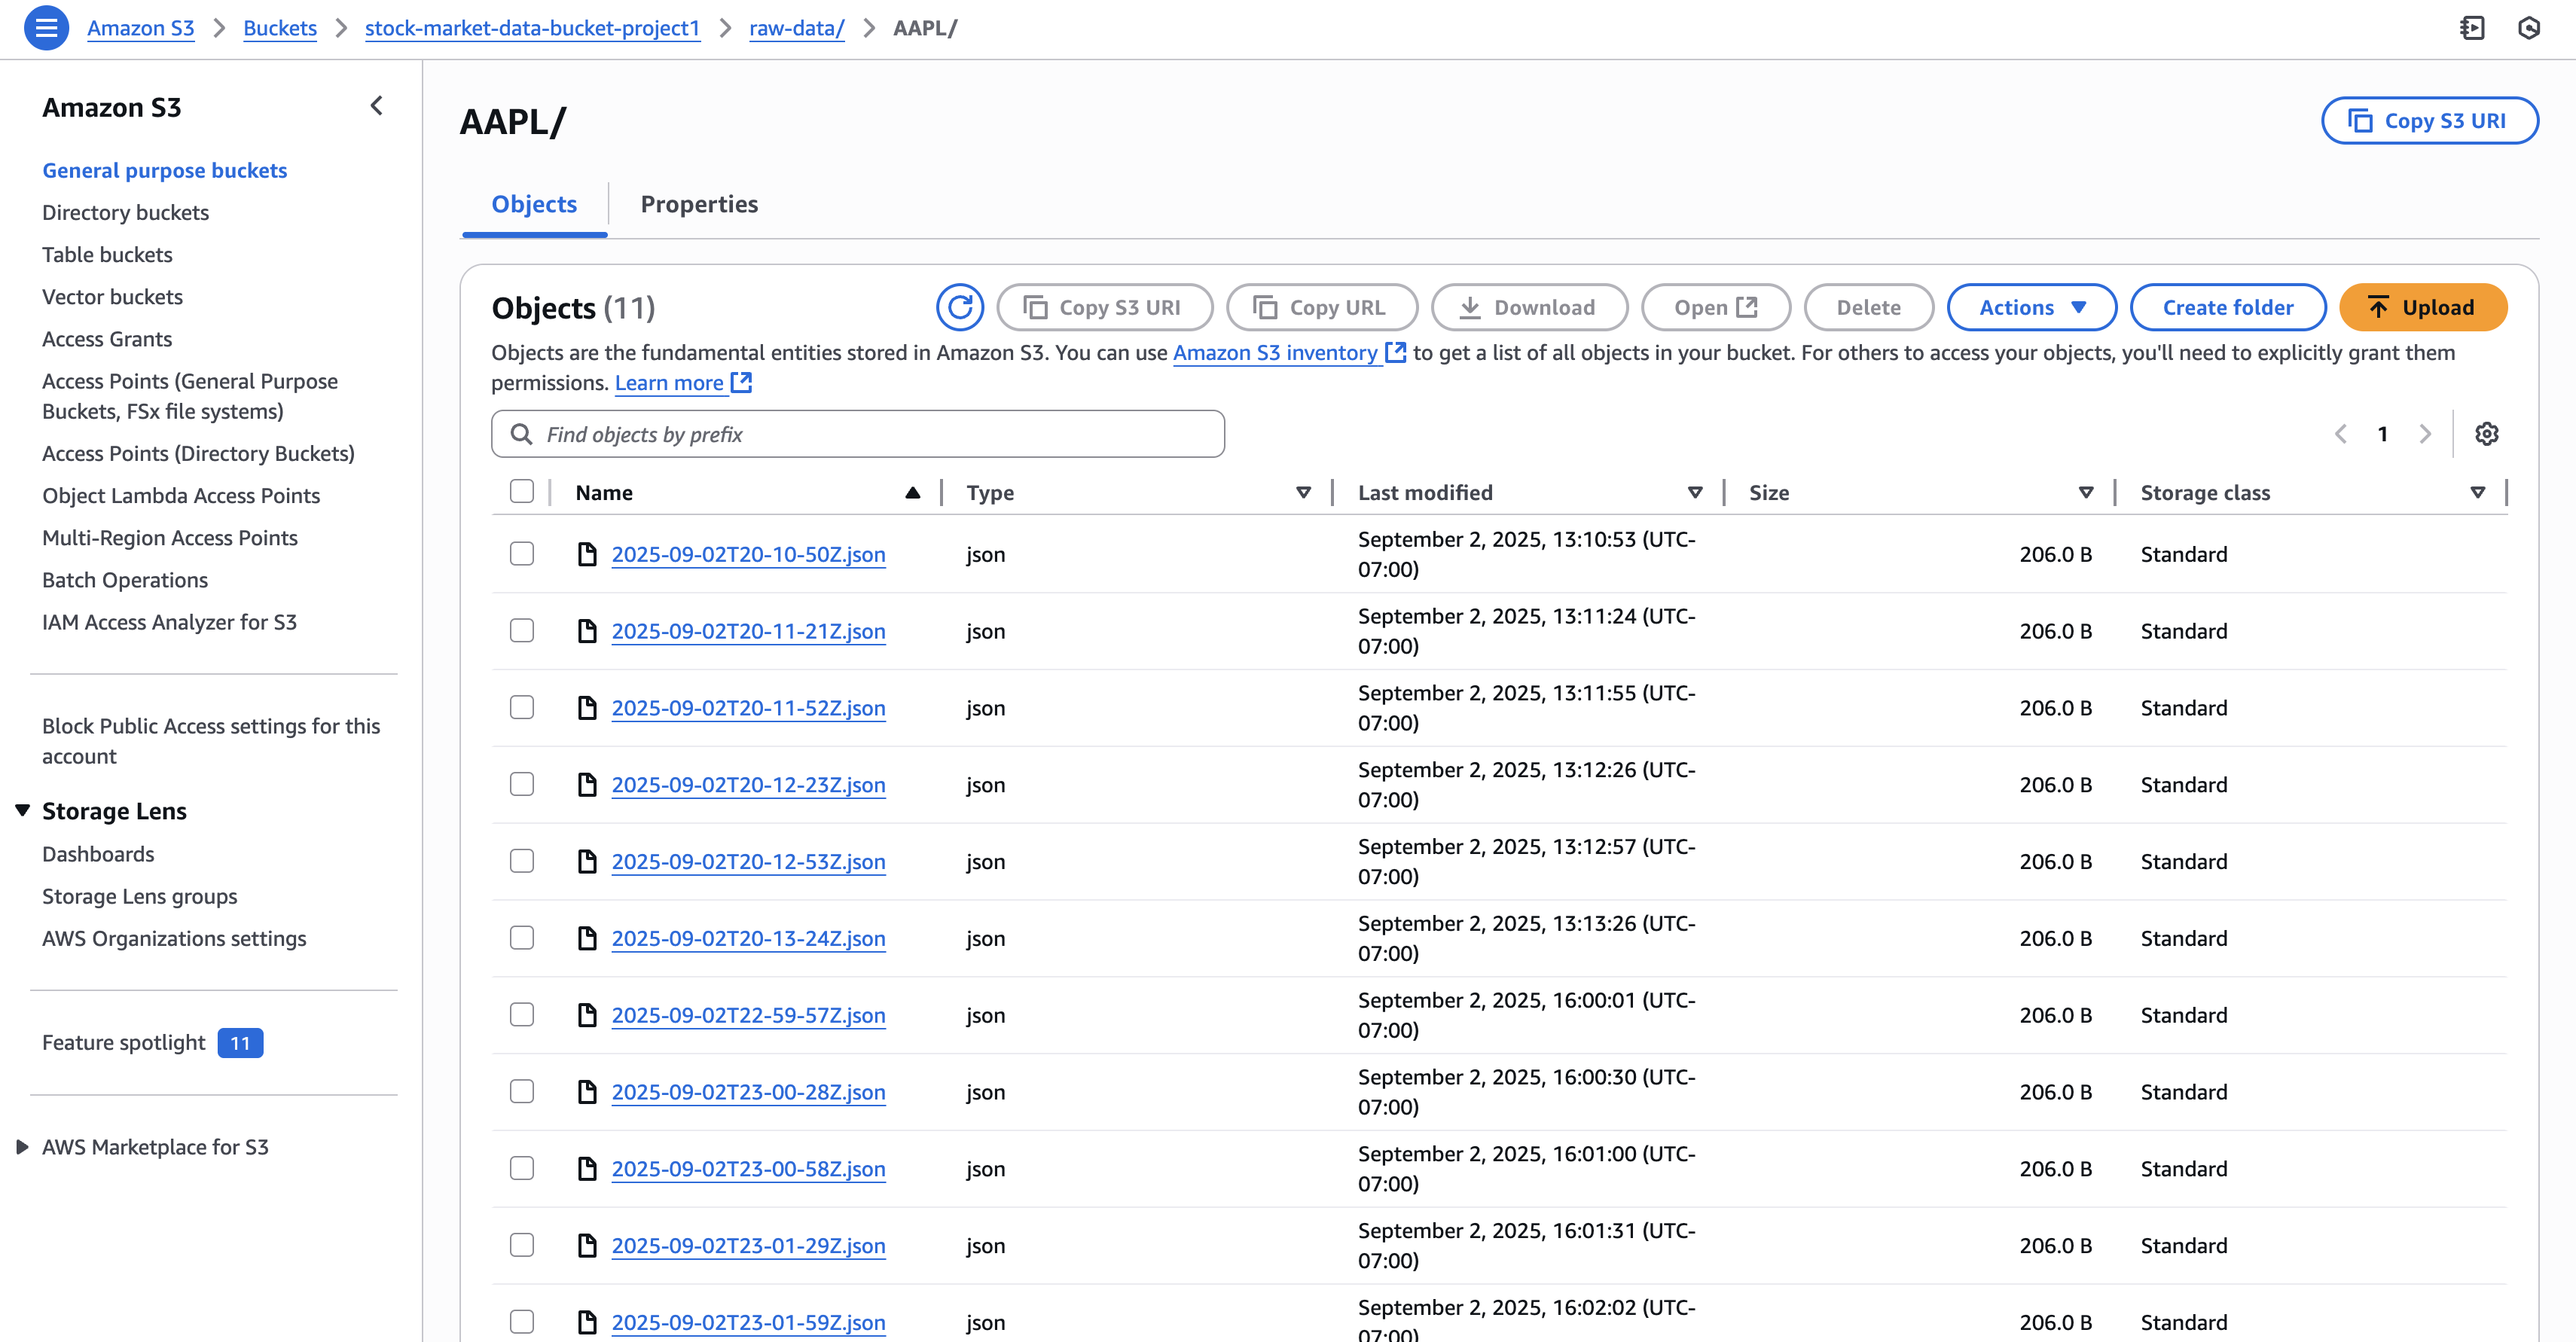 Amazon S3 > Buckets > stock-market-data-bucket-project1 > raw-data/ > AAPL/
Amazon S3
General purpose buckets
Directory buckets
Table buckets
Vector buckets
Access Grants
Access Points (General Purpose
Buckets, FSx file systems)
Access Points (Directory Buckets)
Object Lambda Access Points
Multi-Region Access Points
Batch Operations
IAM Access Analyzer for S3
Block Public Access settings for this
account
Storage Lens
Dashboards
Storage Lens groups
AWS Organizations settings
Feature spotlight 11
AWS Marketplace for S3
AAPL/
Copy S3 URI
Objects Properties
Objects (11) Copy S3 URI Copy URL Download Open Delete Actions Create folder Upload
Objects are the fundamental entities stored in Amazon S3. You can use Amazon S3 inventory to get a list of all objects in your bucket. For others to access your objects, you'll need to explicitly grant them
permissions. Learn more
Find objects by prefix 1
Name Type Last modified Size Storage class
2025-09-02T20-10-50Z.json json September 2, 2025, 13:10:53 (UTC-
07:00) 206.0 B Standard
2025-09-02T20-11-21Z.json json September 2, 2025, 13:11:24 (UTC-
07:00) 206.0 B Standard
2025-09-02T20-11-52Z.json json September 2, 2025, 13:11:55 (UTC-
07:00) 206.0 B Standard
2025-09-02T20-12-23Z.json json September 2, 2025, 13:12:26 (UTC-
07:00) 206.0 B Standard
2025-09-02T20-12-53Z.json json September 2, 2025, 13:12:57 (UTC-
07:00) 206.0 B Standard
2025-09-02T20-13-24Z.json json September 2, 2025, 13:13:26 (UTC-
07:00) 206.0 B Standard
2025-09-02T22-59-57Z.json json September 2, 2025, 16:00:01 (UTC-
07:00) 206.0 B Standard
2025-09-02T23-00-28Z.json json September 2, 2025, 16:00:30 (UTC-
07:00) 206.0 B Standard
2025-09-02T23-00-58Z.json json September 2, 2025, 16:01:00 (UTC-
07:00) 206.0 B Standard
2025-09-02T23-01-29Z.json json September 2, 2025, 16:01:31 (UTC-
07:00) 206.0 B Standard
2025-09-02T23-01-59Z.json json September 2, 2025, 16:02:02 (UTC-
07:00) 206.0 B Standard